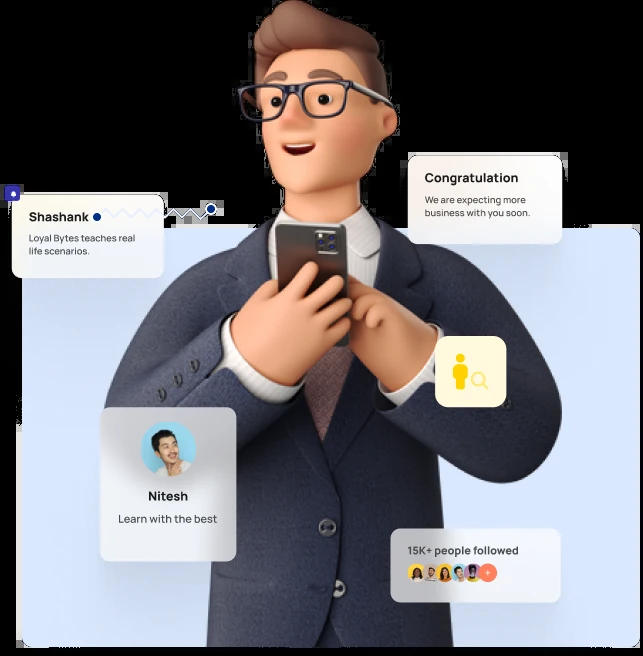 Congratulation
We are expecting more
business with you soon.
Shashank
Loyal Bytes teaches real
life scenarios.
Nitesh
Learn with the best
15K+ people followed
+